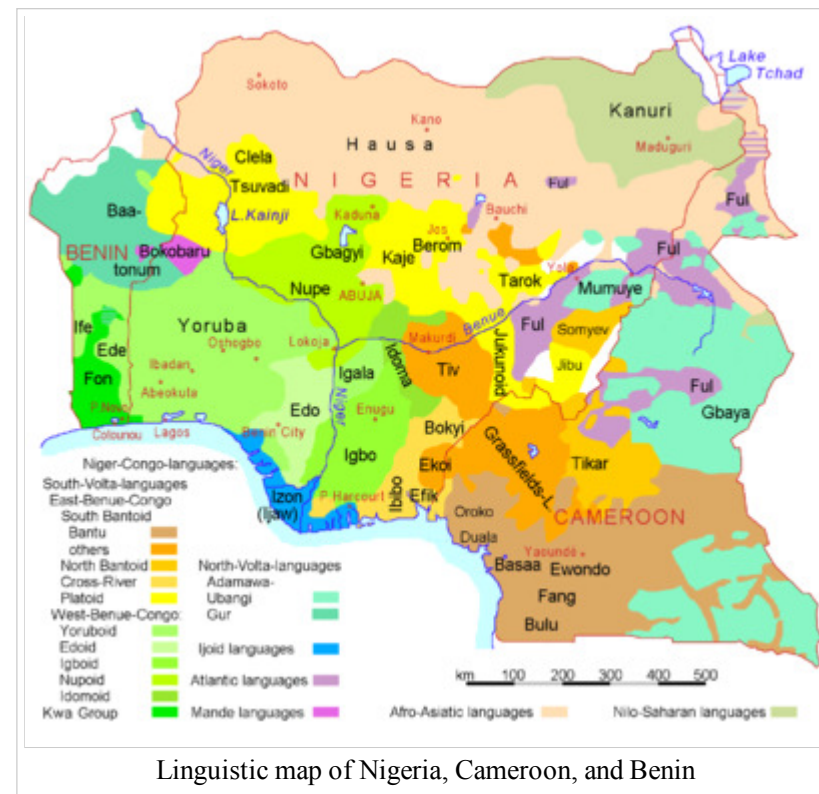 Lake
Tchad
Sokoto
Kanuri
Kano
Hausa
Maduguri
Niger
Clela
Tsuvadi
NIGERIA
Ful
Ful
Baa-
L.Kainji
Kaduna
Bauchi
Jos
BENIN
Bokobaru
Gbagyi
Kaje
Berom
Ful
tonum
Yola
Nupe
ABUJA
Tarok
Mumuye
Ife
Yoruba
Benue
Ful
Somyev
Ede
Oshogbo
Lokoja
Makurdi
Idoma
Jukunoid
Ibadan
Igala
Tiv
Jibu
Fon
Abeokula
Ful
Edo
Niger
Enugu
Gbaya
P.Novo
Colounou
Lagos
Benin City
Bokyi
Igbo
Grassfields-L.
Ekoi
Tikar
Izon
(Ijaw)
P.Harcourt
Ibibo
Efik
Oroko
CAMEROON
Duala
Yaounde
Basaa
Ewondo
Fang
Bulu
Niger-Congo-languages:
South-Volta-languages
East-Benue-Congo
South Bantoid
Bantu
others
North Bantoid
Cross-River
Platoid
West-Benue-Congo:
Yoruboid
Edoid
Igboid
Nupoid
Idomoid
Kwa Group
North-Volta-languages
Adamawa-
Ubangi
Gur
Ijoid languages
Atlantic languages
Mande languages
km 100 200 300 400 500
Afro-Asiatic languages
Nilo-Saharan languages
Linguistic map of Nigeria, Cameroon, and Benin